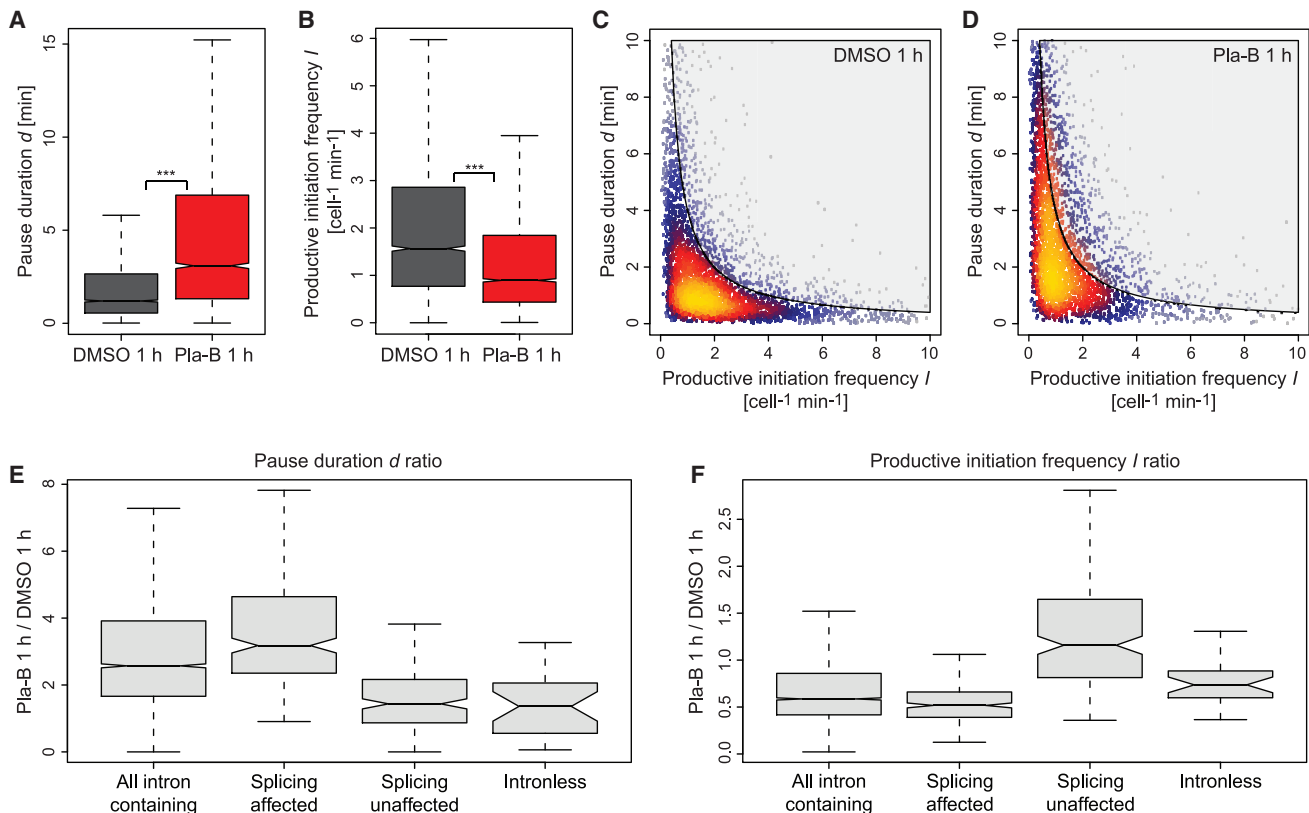 A
Pause duration d [min]
0
5
10
15
***
DMSO 1 h
Pla-B 1 h
B
Productive initiation frequency I
[cell-1 min-1]
0
1
2
3
4
5
6
***
DMSO 1 h
Pla-B 1 h
C
Pause duration d [min]
0
2
4
6
8
10
DMSO 1 h
0
2
4
6
8
10
Productive initiation frequency I
[cell-1 min-1]
D
Pause duration d [min]
0
2
4
6
8
10
Pla-B 1 h
0
2
4
6
8
10
Productive initiation frequency I
[cell-1 min-1]
E
Pause duration d ratio
Pla-B 1 h / DMSO 1 h
0
2
4
6
8
All intron
containing
Splicing
affected
Splicing
unaffected
Intronless
F
Productive initiation frequency I ratio
Pla-B 1 h / DMSO 1 h
0.0
0.5
1.0
1.5
2.0
2.5
All intron
containing
Splicing
affected
Splicing
unaffected
Intronless